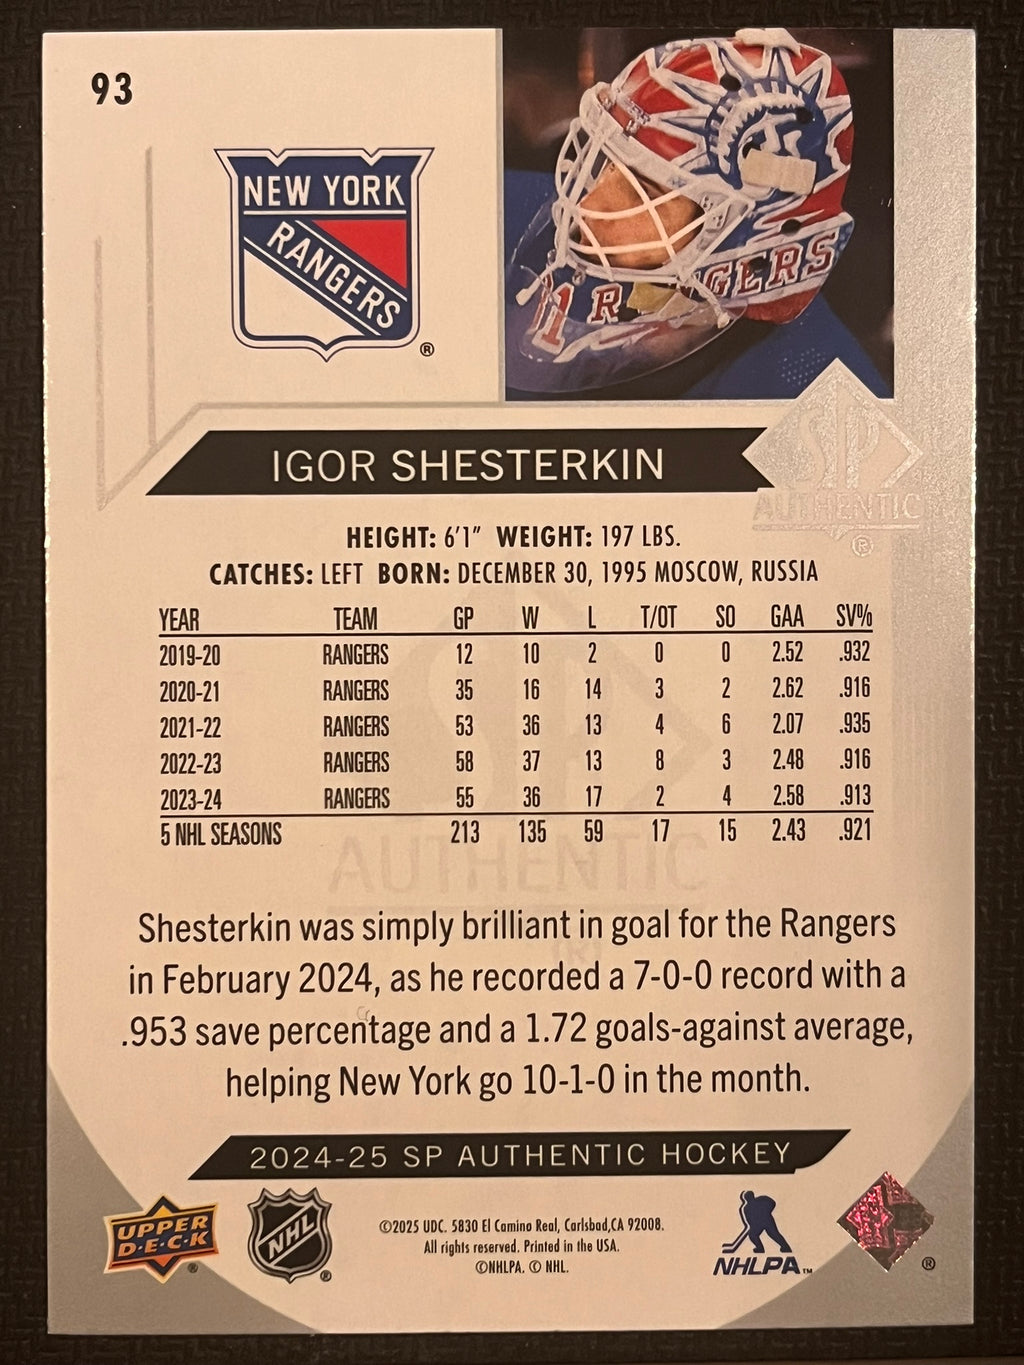 93
NEW YORK
RANGERS
®
RANGERS
IGOR SHESTERKIN
SP
AUTHENTIC
®
HEIGHT: 6'1" WEIGHT: 197 LBS.
CATCHES: LEFT BORN: DECEMBER 30, 1995 MOSCOW, RUSSIA
YEAR TEAM GP W L T/OT SO GAA SV%
2019-20 RANGERS 12 10 2 0 0 2.52 .932
2020-21 RANGERS 35 16 14 3 2 2.62 .916
2021-22 RANGERS 53 36 13 4 6 2.07 .935
2022-23 RANGERS 58 37 13 8 3 2.48 .916
2023-24 RANGERS 55 36 17 2 4 2.58 .913
5 NHL SEASONS 213 135 59 17 15 2.43 .921
AUTHENTIC
®
Shesterkin was simply brilliant in goal for the Rangers
in February 2024, as he recorded a 7-0-0 record with a
.953 save percentage and a 1.72 goals-against average,
helping New York go 10-1-0 in the month.
2024-25 SP AUTHENTIC HOCKEY
UPPER
D·E·C·K
®
NHL
®
©2025 UDC. 5830 El Camino Real, Carlsbad,CA 92008.
All rights reserved. Printed in the USA.
©NHLPA. © NHL.
NHLPA™
®